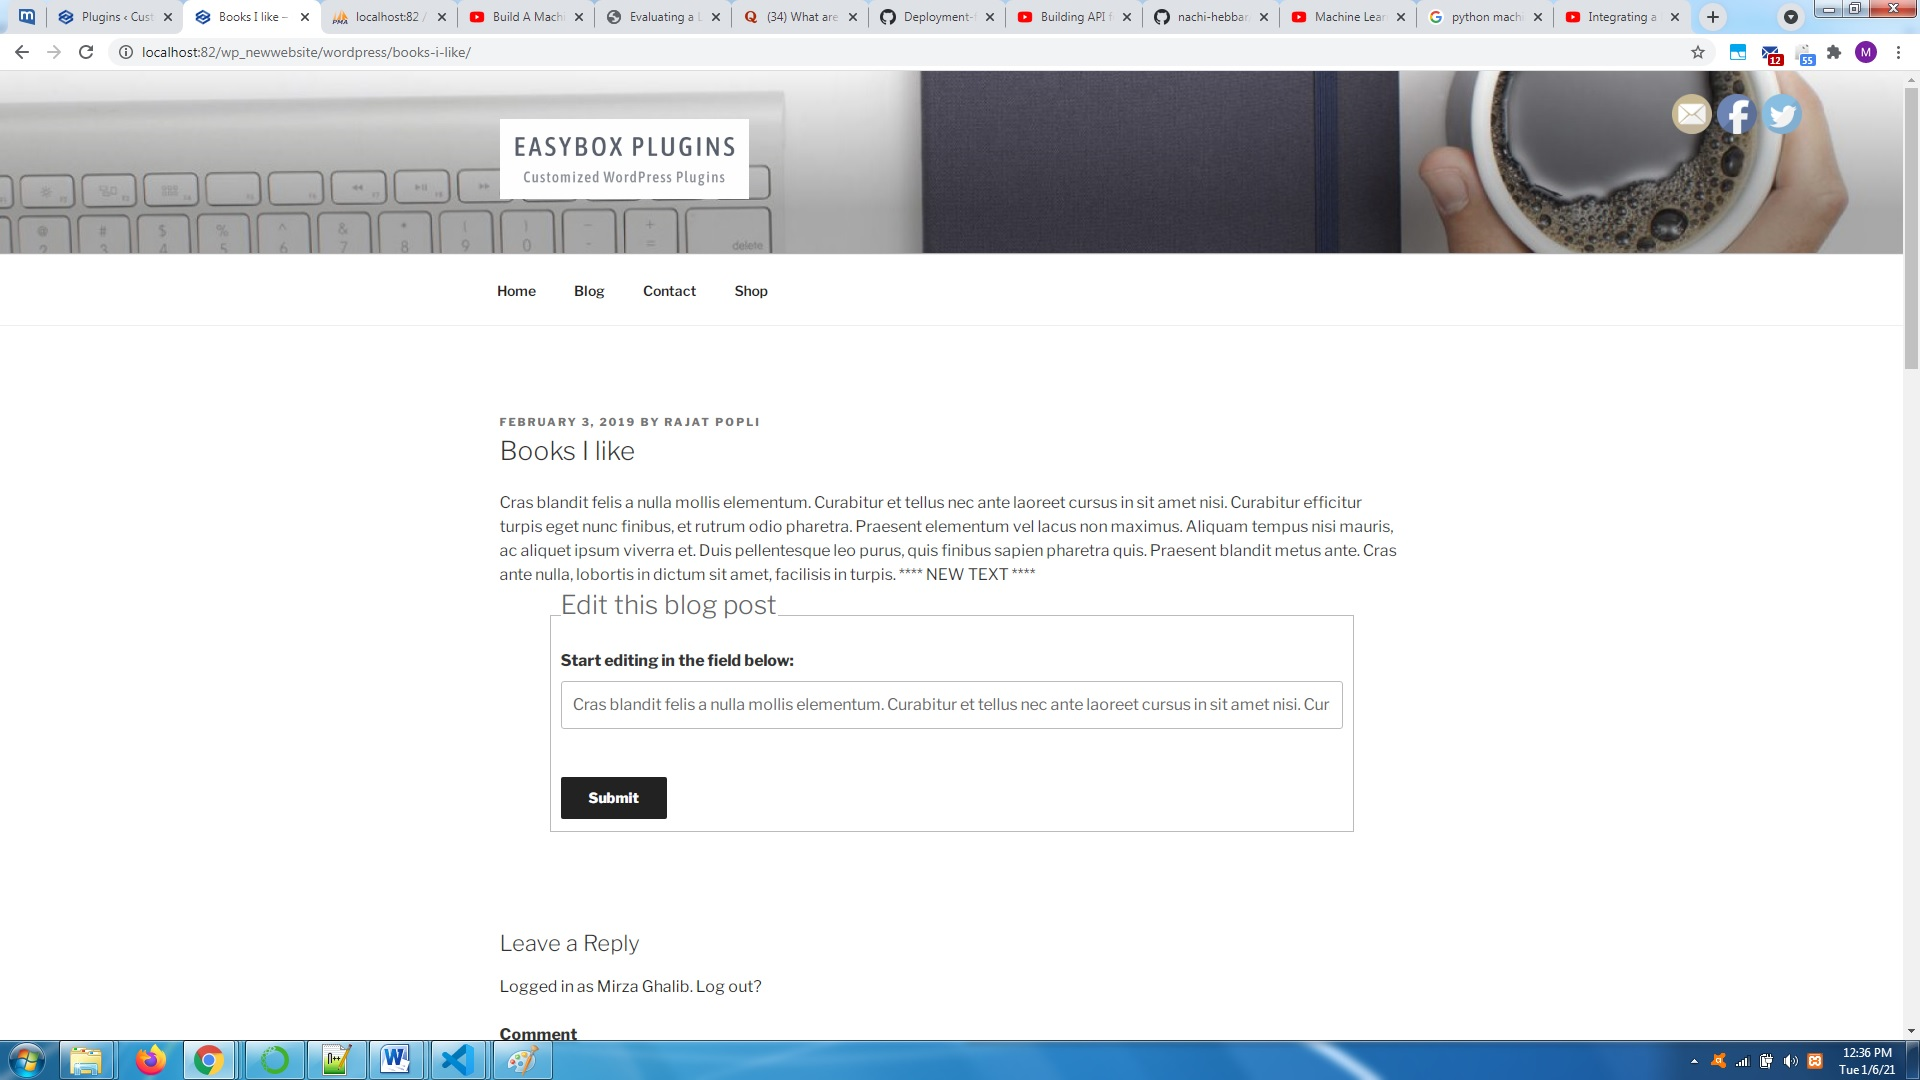 Plugins ‹ Cust
Books I like –
localhost:82 /
Build A Machi
Evaluating a L
(34) What are
Deployment-
Building API f
nachi-hebbar
Machine Lear
python machi
Integrating a
localhost:82/wp_newwebsite/wordpress/books-i-like/
12
55
M
EASYBOX PLUGINS
Customized WordPress Plugins
delete
Home
Blog
Contact
Shop
FEBRUARY 3, 2019 BY RAJAT POPLI
Books I like
Cras blandit felis a nulla mollis elementum. Curabitur et tellus nec ante laoreet cursus in sit amet nisi. Curabitur efficitur
turpis eget nunc finibus, et rutrum odio pharetra. Praesent elementum vel lacus non maximus. Aliquam tempus nisi mauris,
ac aliquet ipsum viverra et. Duis pellentesque leo purus, quis finibus sapien pharetra quis. Praesent blandit metus ante. Cras
ante nulla, lobortis in dictum sit amet, facilisis in turpis. **** NEW TEXT ****
Edit this blog post
Start editing in the field below:
Cras blandit felis a nulla mollis elementum. Curabitur et tellus nec ante laoreet cursus in sit amet nisi. Cur
Submit
Leave a Reply
Logged in as Mirza Ghalib. Log out?
Comment
12:36 PM
Tue 1/6/21